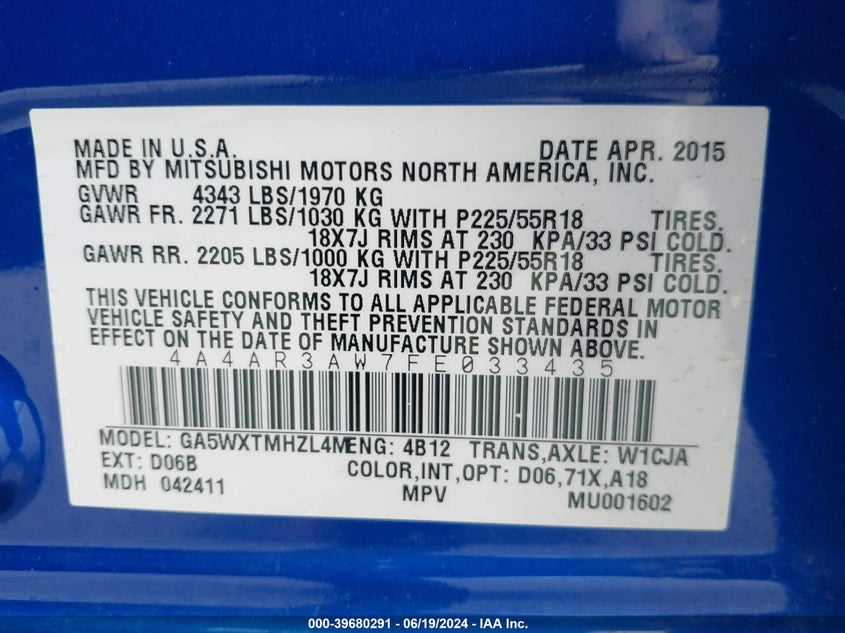 MADE IN U.S.A. DATE APR. 2015
MFD BY MITSUBISHI MOTORS NORTH AMERICA, INC.
GVWR 4343 LBS/1970 KG
GAWR FR. 2271 LBS/1030 KG WITH P225/55R18 TIRES.
18X7J RIMS AT 230 KPA/33 PSI COLD.
GAWR RR. 2205 LBS/1000 KG WITH P225/55R18 TIRES.
18X7J RIMS AT 230 KPA/33 PSI COLD.
THIS VEHICLE CONFORMS TO ALL APPLICABLE FEDERAL MOTOR
VEHICLE SAFETY AND THEFT PREVENTION STANDARDS IN
EFFECT ON THE DATE OF MANUFACTURE SHOWN ABOVE.
4A4AR3AW7FE033435
MODEL: GA5WXTMHZL4M ENG: 4B12 TRANS,AXLE: W1CJA
EXT: D06B COLOR,INT,OPT: D06,71X,A18
MDH 042411 MPV MU001602
000-39680291 - 06/19/2024 - IAA Inc.